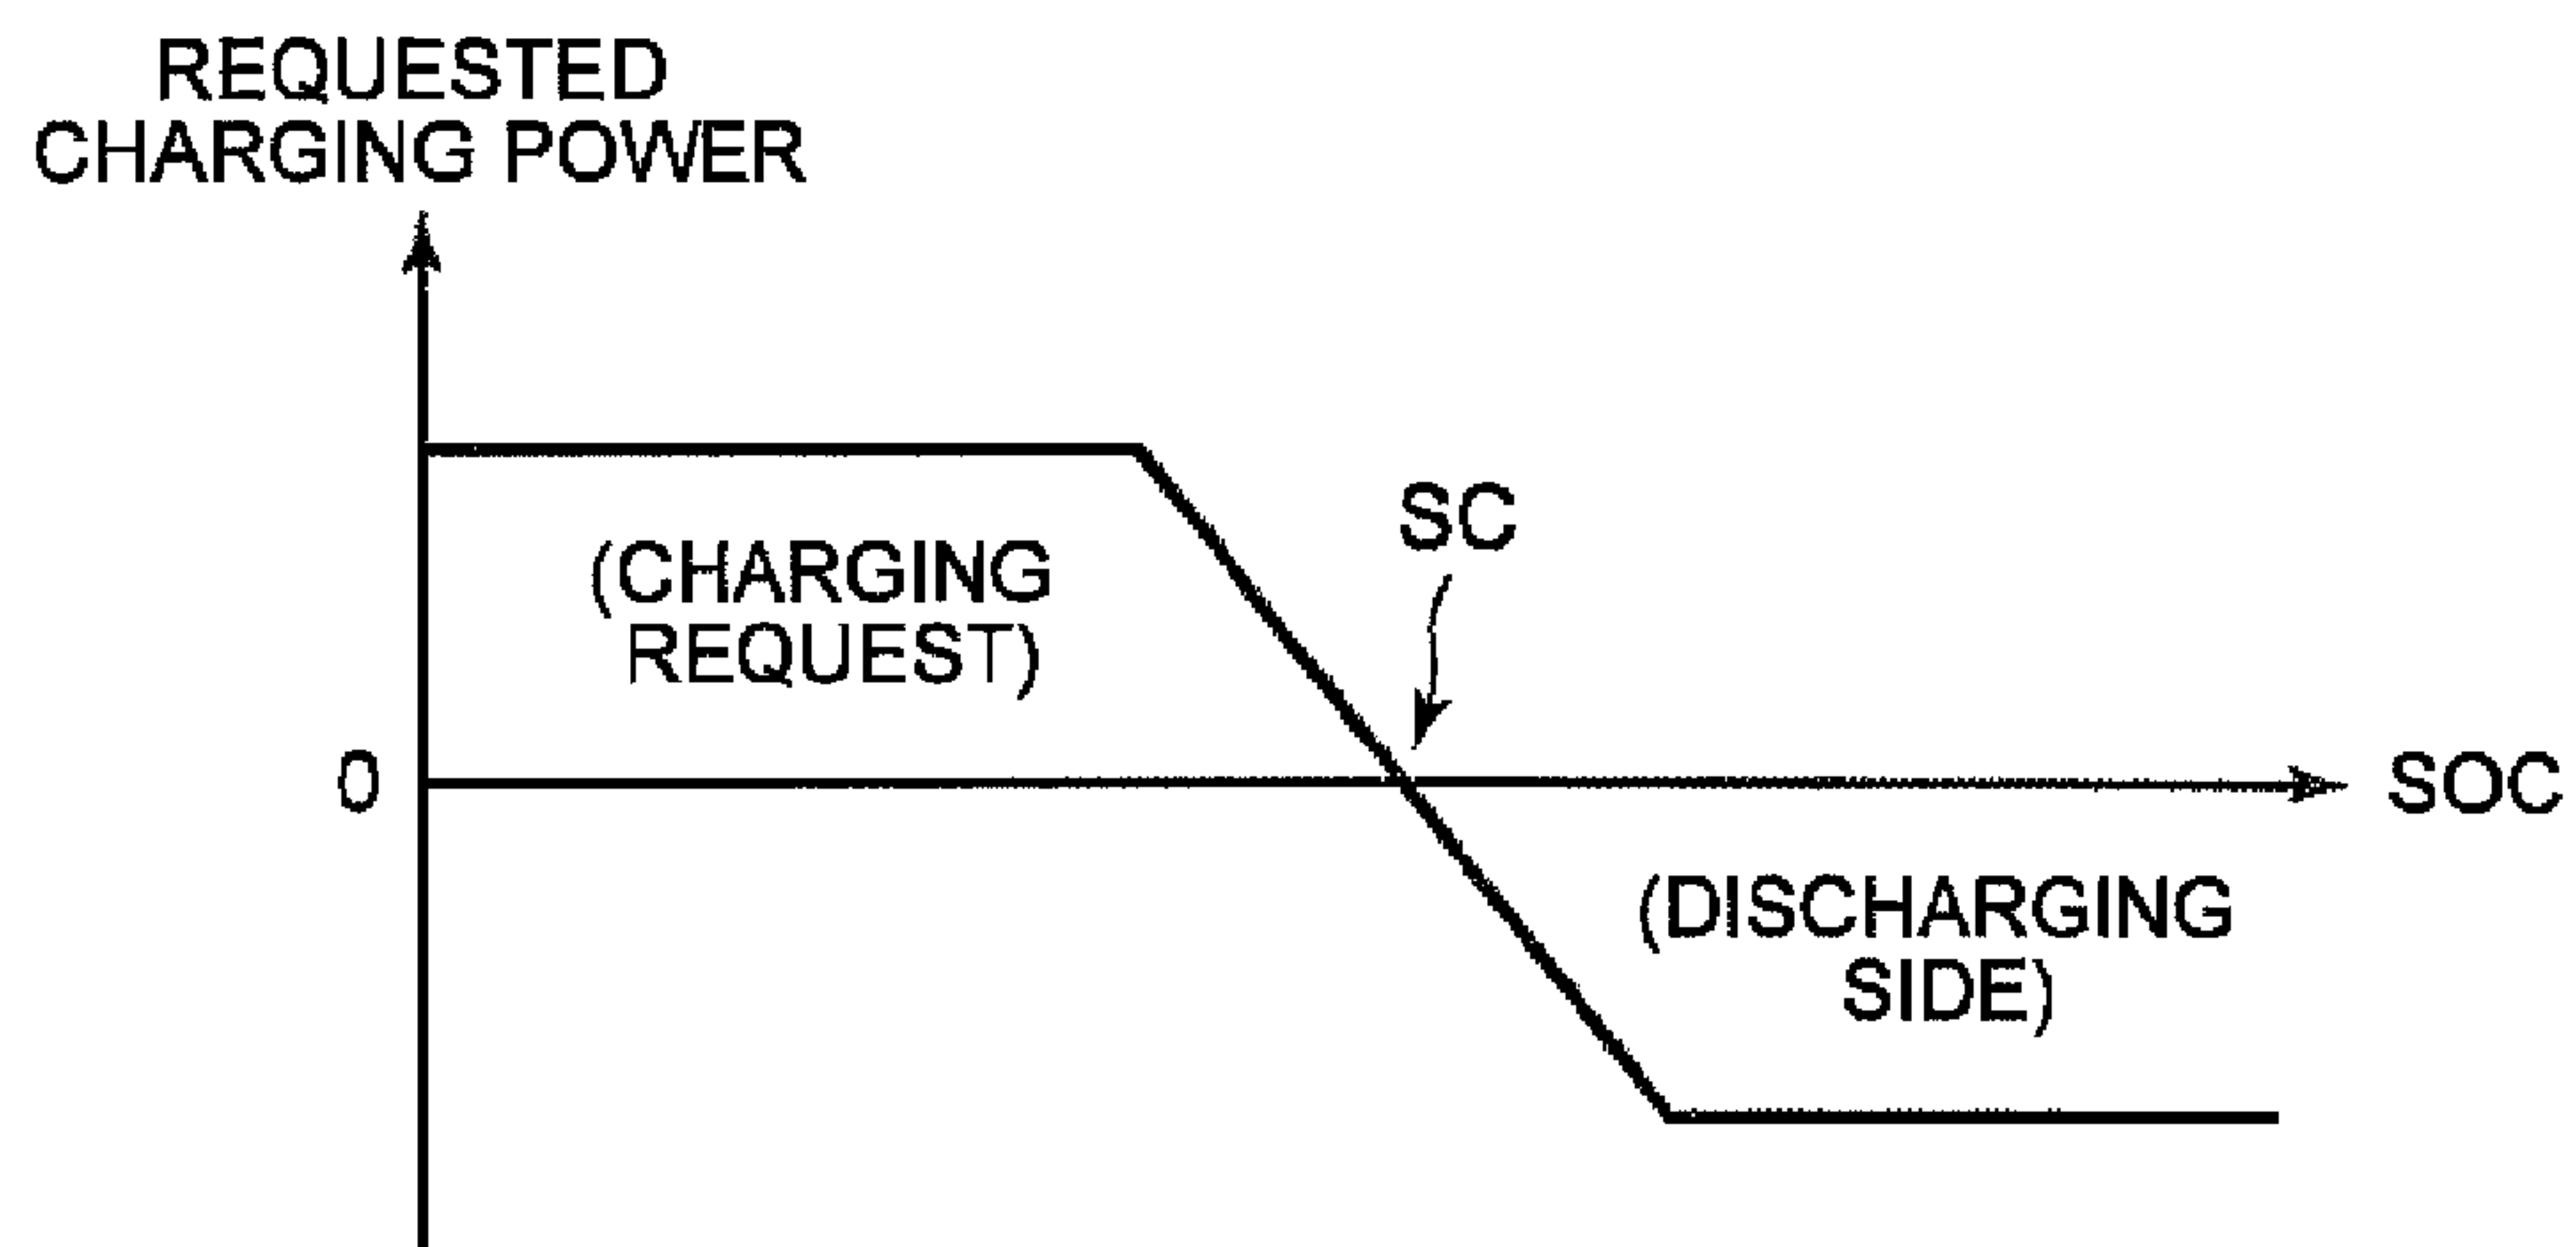 REQUESTED
CHARGING POWER
(CHARGING
REQUEST)
SC
0
SOC
(DISCHARGING
SIDE)